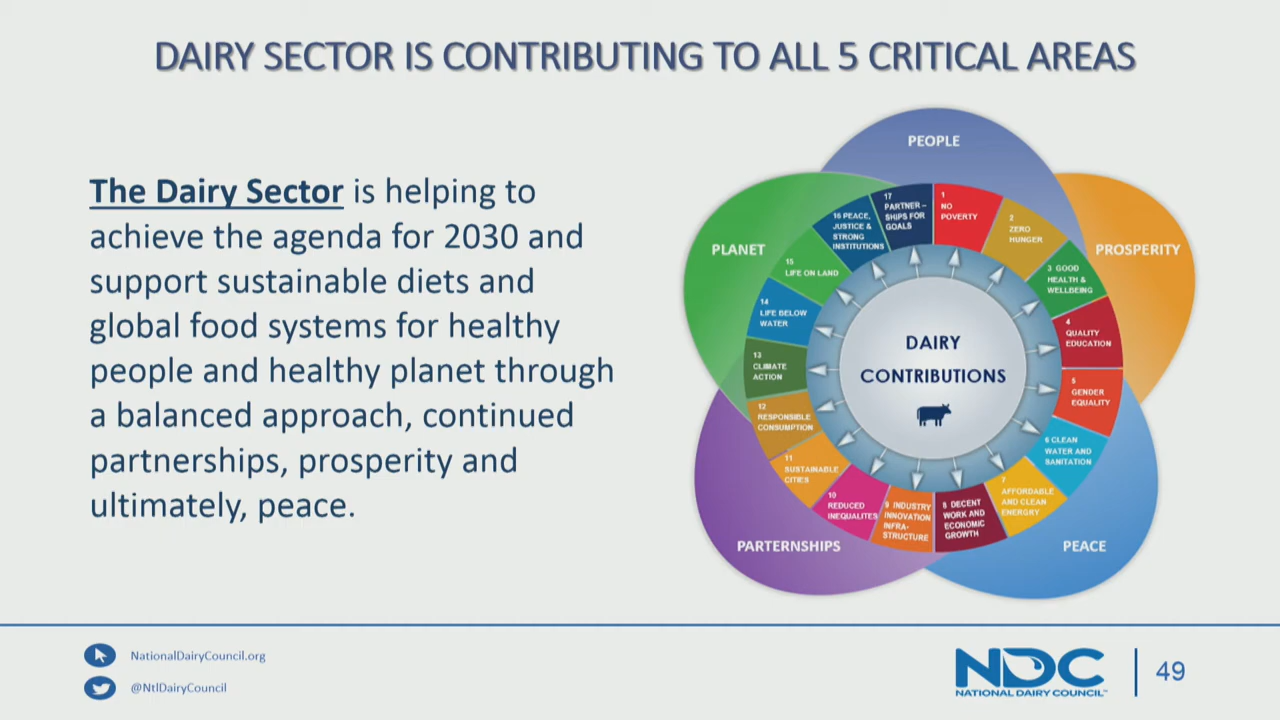 DAIRY SECTOR IS CONTRIBUTING TO ALL 5 CRITICAL AREAS
The Dairy Sector is helping to
achieve the agenda for 2030 and
support sustainable diets and
global food systems for healthy
people and healthy planet through
a balanced approach, continued
partnerships, prosperity and
ultimately, peace.
PEOPLE
PROSPERITY
PEACE
PARTERNSHIPS
PLANET
1
NO
POVERTY
2
ZERO
HUNGER
3 GOOD
HEALTH &
WELLBEING
4
QUALITY
EDUCATION
5
GENDER
EQUALITY
6 CLEAN
WATER AND
SANITATION
7
AFFORDABLE
AND CLEAN
ENERGRY
8 DECENT
WORK AND
ECONOMIC
GROWTH
9 INDUSTRY
INNOVATION
INFRA-
STRUCTURE
10
REDUCED
INEQUALITES
11
SUSTAINABLE
CITIES
12
RESPONSIBLE
CONSUMPTION
13
CLIMATE
ACTION
14
LIFE BELOW
WATER
15
LIFE ON LAND
16 PEACE,
JUSTICE &
STRONG
INSTITUTIONS
17
PARTNER –
SHIPS FOR
GOALS
DAIRY
CONTRIBUTIONS
NationalDairyCouncil.org
@NtlDairyCouncil
NDC
NATIONAL DAIRY COUNCIL™
49